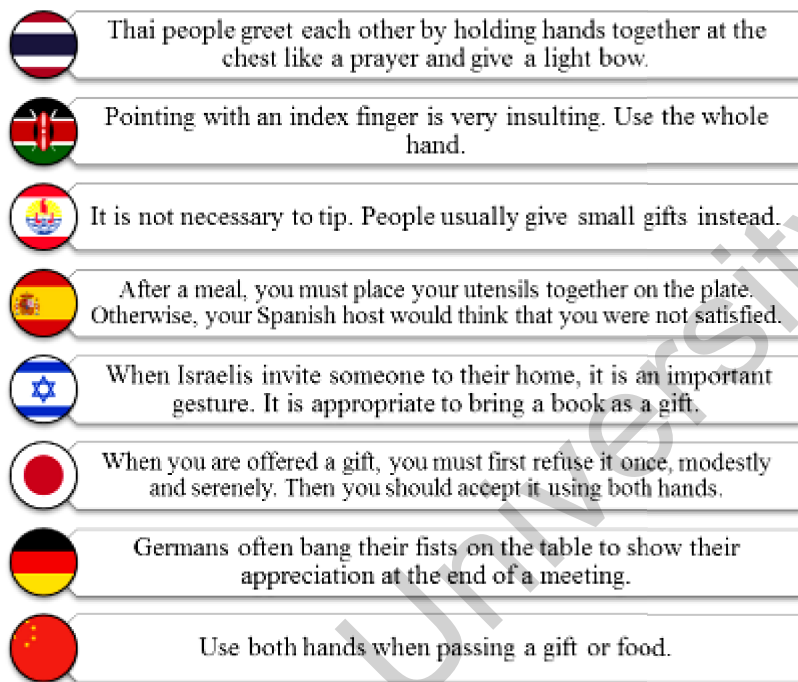 Thai people greet each other by holding hands together at the
chest like a prayer and give a light bow.
Pointing with an index finger is very insulting. Use the whole
hand.
It is not necessary to tip. People usually give small gifts instead.
After a meal, you must place your utensils together on the plate.
Otherwise, your Spanish host would think that you were not satisfied.
When Israelis invite someone to their home, it is an important
gesture. It is appropriate to bring a book as a gift.
When you are offered a gift, you must first refuse it once, modestly
and serenely. Then you should accept it using both hands.
Germans often bang their fists on the table to show their
appreciation at the end of a meeting.
Use both hands when passing a gift or food.
University